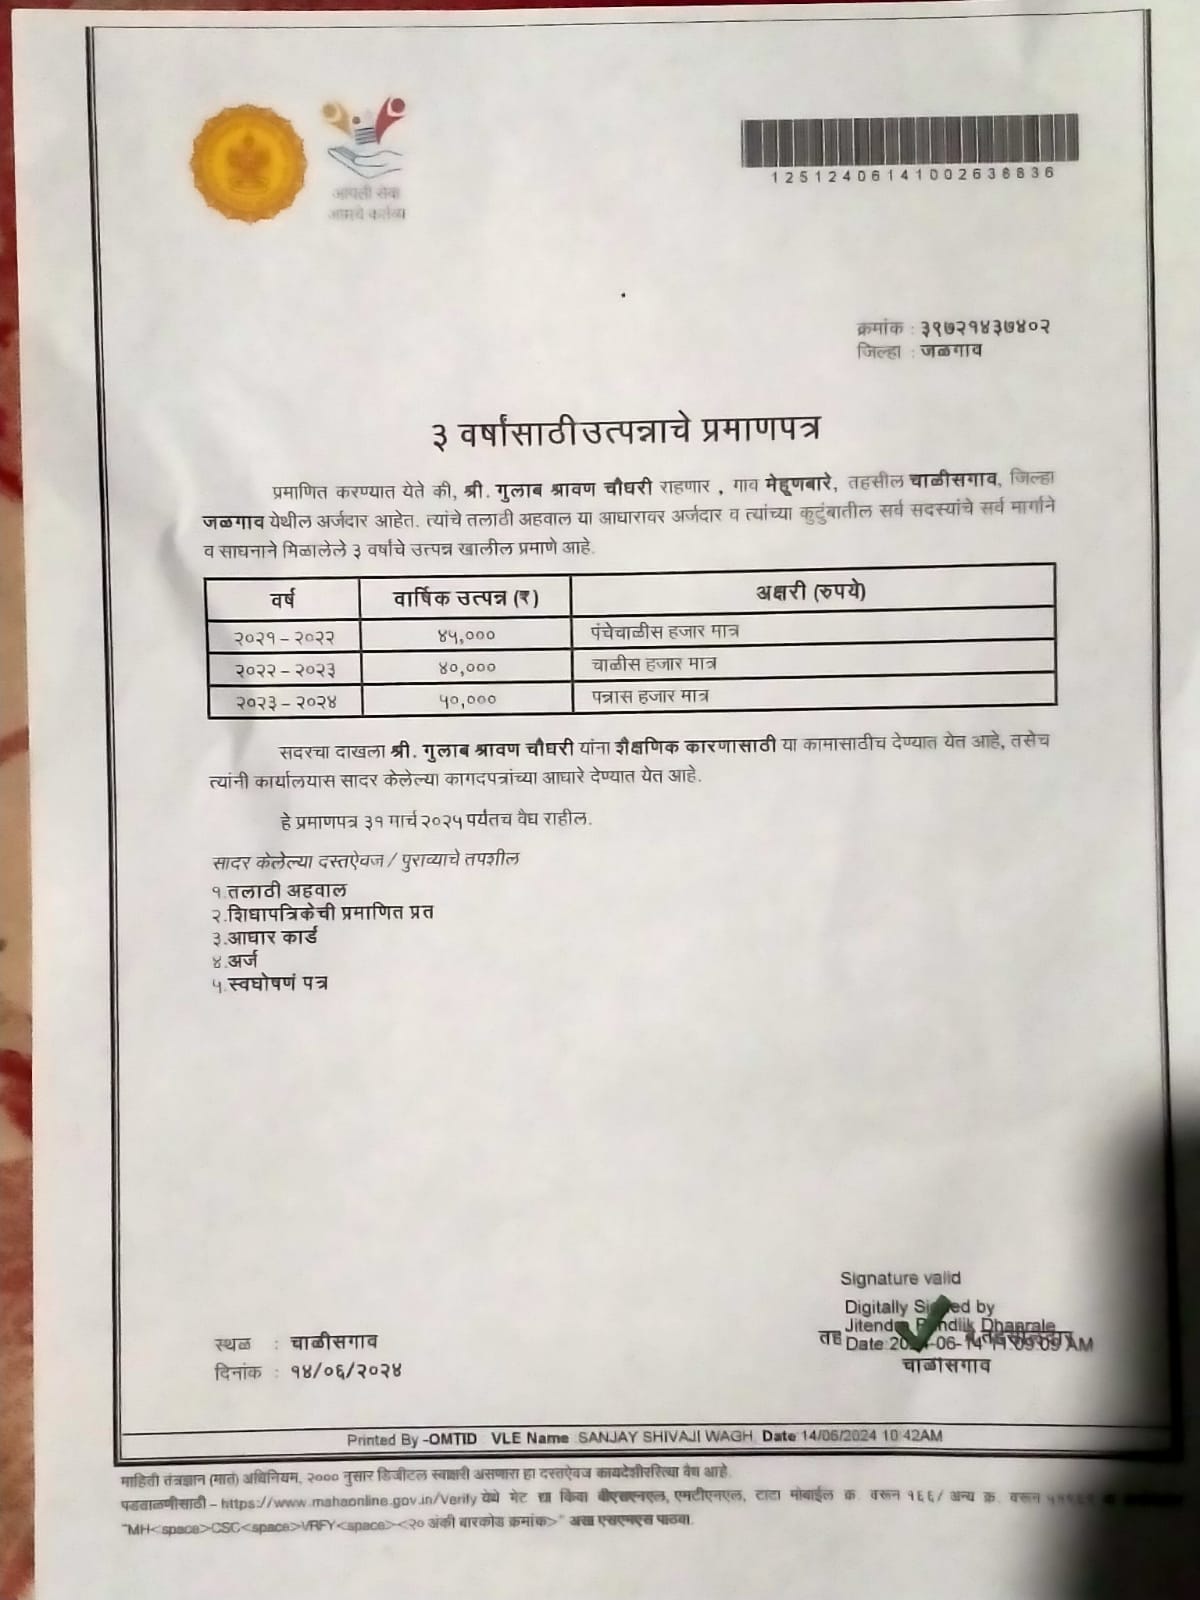 आपली सेवा
आमचे कर्तव्य
12512406141002636836
क्रमांक : ३९७२१४३७४०२
जिल्हा : जळगाव
३ वर्षासाठी उत्पन्नाचे प्रमाणपत्र
प्रमाणित करण्यात येते की, श्री. गुलाब श्रावण चौधरी राहणार , गाव मेहूणबारे, तहसील चाळीसगाव, जिल्हा
जळगाव येथील अर्जदार आहेत. त्यांचे तलाठी अहवाल या आधारावर अर्जदार व त्यांच्या कुटुंबातील सर्व सदस्यांचे सर्व मार्गाने
व साधनाने मिळालेले ३ वर्षाचे उत्पन्न खालील प्रमाणे आहे.
वर्ष वार्षिक उत्पन्न (₹) अक्षरी (रुपये)
२०२१ – २०२२ ४५,००० पंचेचाळीस हजार मात्र
२०२२ – २०२३ ४०,००० चाळीस हजार मात्र
२०२३ – २०२४ ५०,००० पन्नास हजार मात्र
सदरचा दाखला श्री. गुलाब श्रावण चौधरी यांना शैक्षणिक कारणासाठी या कामासाठीच देण्यात येत आहे, तसेच
त्यांनी कार्यालयास सादर केलेल्या कागदपत्रांच्या आधारे देण्यात येत आहे.
हे प्रमाणपत्र ३१ मार्च २०२५ पर्यंतच वैध राहील.
सादर केलेल्या दस्तऐवज / पुराव्याचे तपशील
१.तलाठी अहवाल
२.शिधापत्रिकेची प्रमाणित प्रत
३.आधार कार्ड
४.अर्ज
५.स्वघोषणं पत्र
Signature valid
Digitally Signed by
Jitendra Pandlik Dhanrale
Date:2024-06-14 11:09:09 AM
चाळीसगाव
स्थळ : चाळीसगाव
दिनांक : १४/०६/२०२४
Printed By -OMTID VLE Name SANJAY SHIVAJI WAGH Date 14/06/2024 10:42AM
माहिती तंत्रज्ञान (मातं) अधिनियम, २००० नुसार डिजीटल स्वाक्षरी असणारा हा दस्तऐवज कायदेशीररित्या वैध आहे.
पडताळणीसाठी – https://www.mahaonline.gov.in/Verify येथे भेट द्या किंवा बीएसएनएल, एमटीएनएल, टाटा मोबाईल क्र. वरून १६६/ अन्य क्र. वरून
"MH<space>CSC<space>VRFY<space><२० अंकी बारकोड क्रमांक>" असा एसएमएस पाठवा.